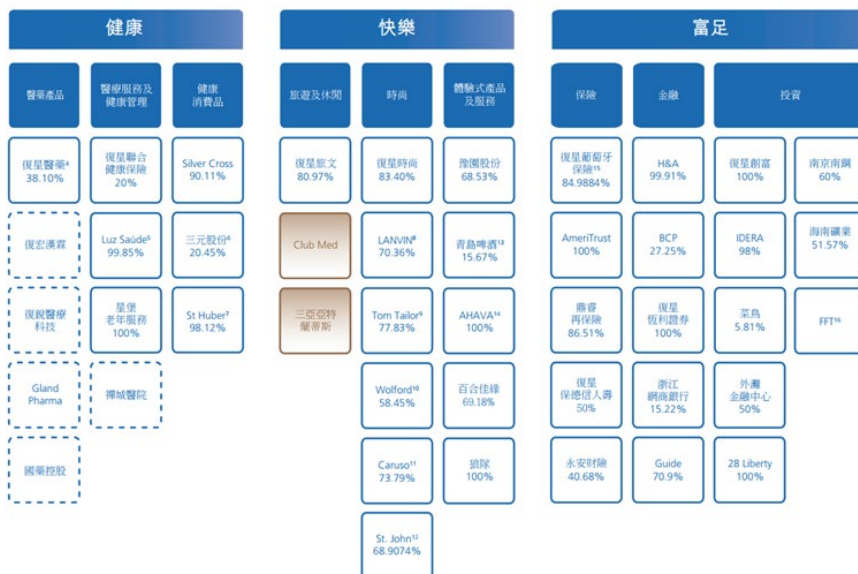 健康
快樂
富足
醫藥產品
醫療服務及
健康管理
健康
消費品
旅遊及休閒
時尚
體驗式產品
及服務
保險
金融
投資
復星醫藥⁴
38.10%
復星聯合
健康保險
20%
Silver Cross
90.11%
復星旅文
80.97%
復星時尚
83.40%
豫園股份
68.53%
復星葡萄牙
保險¹⁵
84.9884%
H&A
99.91%
復星創富
100%
南京南鋼
60%
復宏漢霖
Luz Saúde⁵
99.85%
三元股份⁶
20.45%
Club Med
LANVIN⁸
70.36%
青島啤酒¹³
15.67%
AmeriTrust
100%
BCP
27.25%
IDERA
98%
海南礦業
51.57%
復銳醫療
科技
星堡
老年服務
100%
St Huber⁷
98.12%
三亞亞特
蘭蒂斯
Tom Tailor⁹
77.83%
AHAVA¹⁴
100%
鼎睿
再保險
86.51%
復星
恆利證券
100%
菜鳥
5.81%
FFT¹⁶
Gland
Pharma
禪城醫院
Wolford¹⁰
58.45%
百合佳緣
69.18%
復星
保德信人壽
50%
浙江
網商銀行
15.22%
外灘
金融中心
50%
國藥控股
Caruso¹¹
73.79%
狼隊
100%
永安財險
40.68%
Guide
70.9%
28 Liberty
100%
St. John¹²
68.9074%